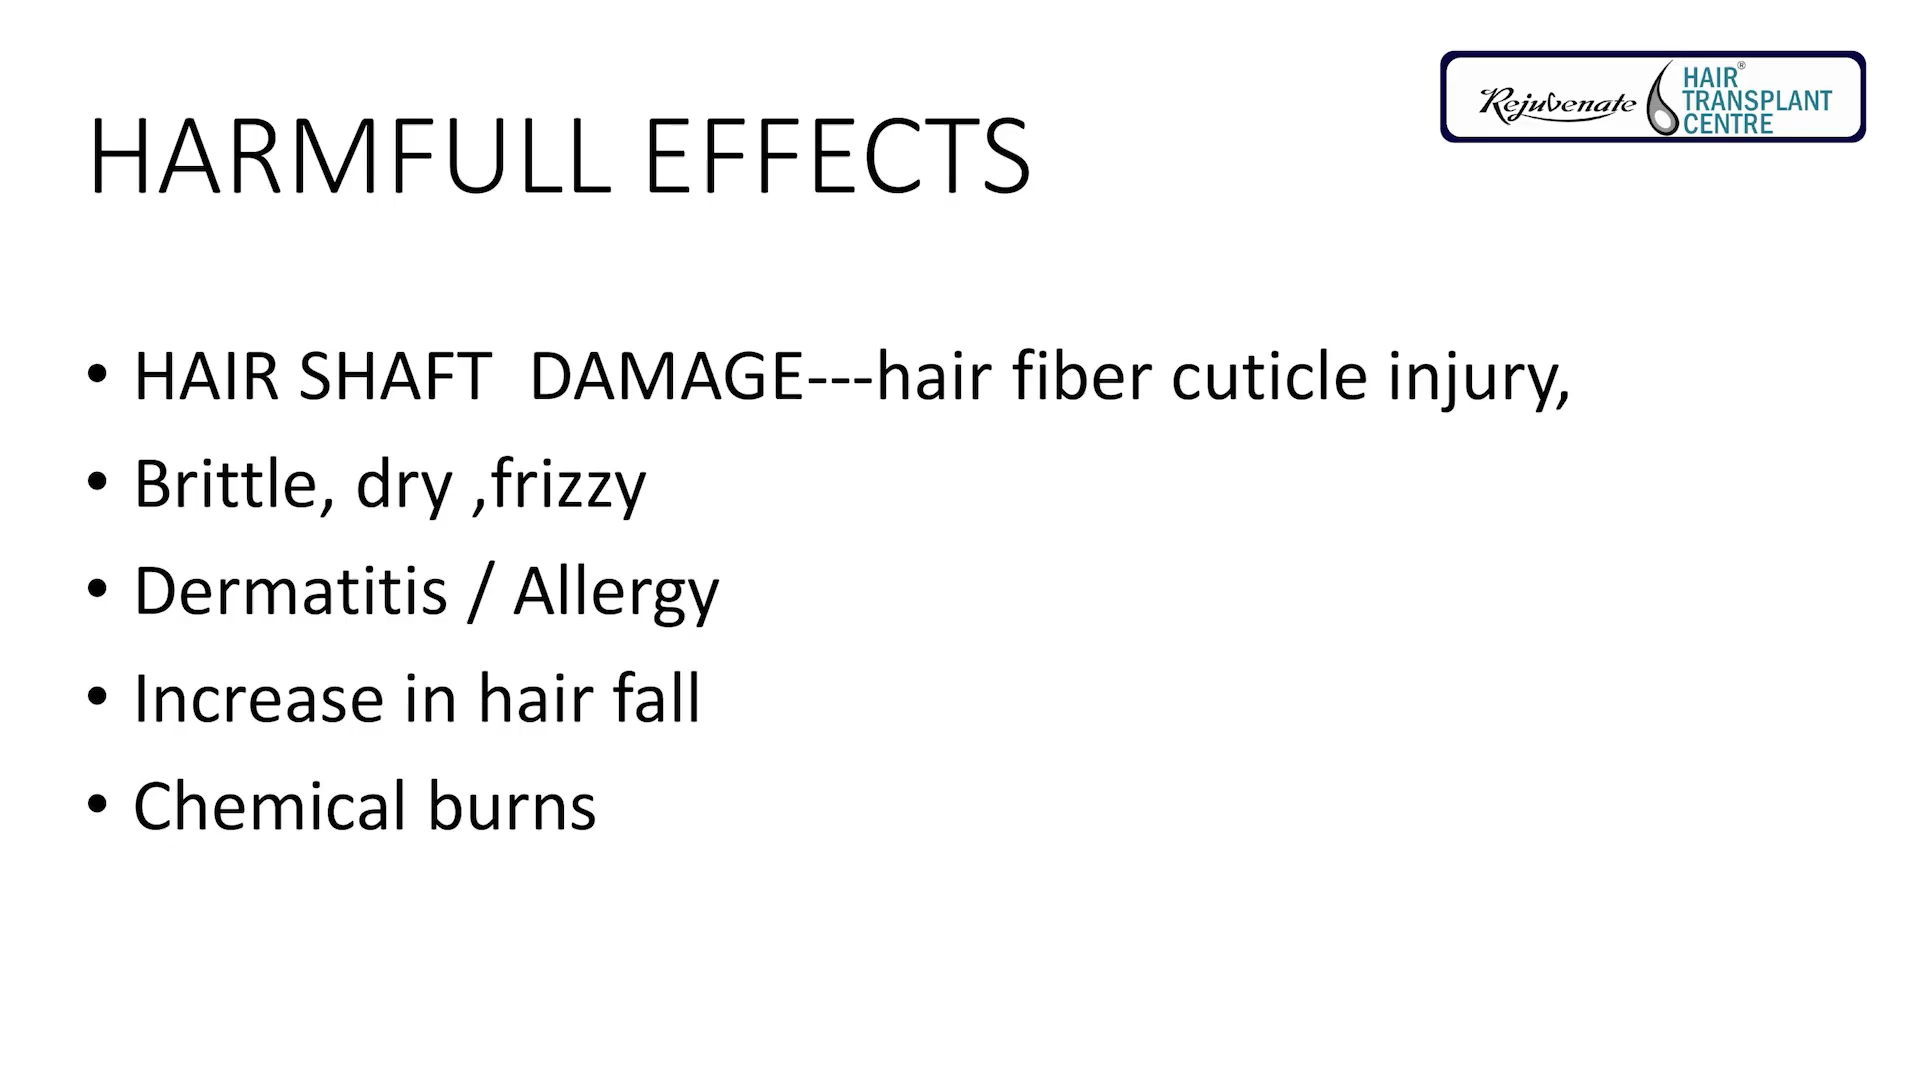 Rejuvenate HAIR®
TRANSPLANT
CENTRE
HARMFULL EFFECTS
• HAIR SHAFT  DAMAGE---hair fiber cuticle injury,
• Brittle, dry ,frizzy
• Dermatitis / Allergy
• Increase in hair fall
• Chemical burns